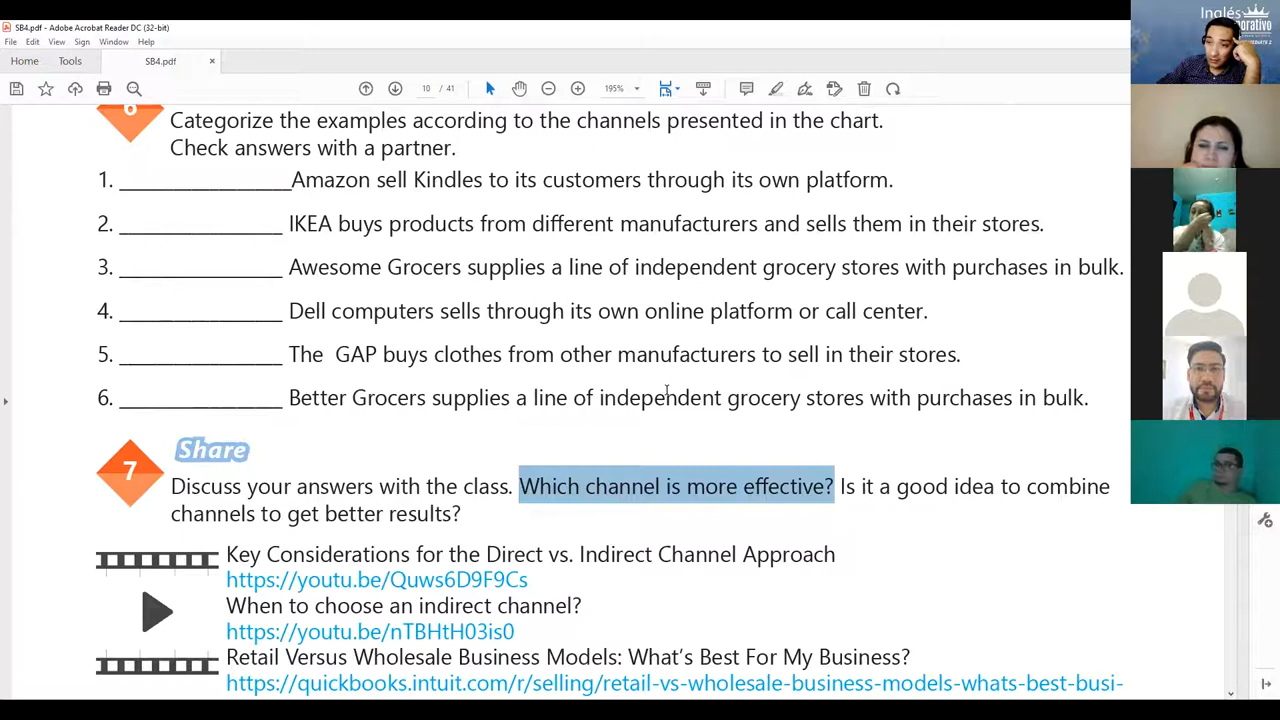 SB4.pdf - Adobe Acrobat Reader DC (32-bit)
File Edit View Sign Window Help
Home Tools SB4.pdf ×
10 / 41 195%
6
Categorize the examples according to the channels presented in the chart.
Check answers with a partner.
1. ________________Amazon sell Kindles to its customers through its own platform.
2. _______________ IKEA buys products from different manufacturers and sells them in their stores.
3. _______________ Awesome Grocers supplies a line of independent grocery stores with purchases in bulk.
4. _______________ Dell computers sells through its own online platform or call center.
5. _______________ The GAP buys clothes from other manufacturers to sell in their stores.
6. _______________ Better Grocers supplies a line of independent grocery stores with purchases in bulk.
7
Share
Discuss your answers with the class. Which channel is more effective? Is it a good idea to combine
channels to get better results?
Key Considerations for the Direct vs. Indirect Channel Approach
https://youtu.be/Quws6D9F9Cs
When to choose an indirect channel?
https://youtu.be/nTBHtH03is0
Retail Versus Wholesale Business Models: What's Best For My Business?
https://quickbooks.intuit.com/r/selling/retail-vs-wholesale-business-models-whats-best-busi-
Inglés